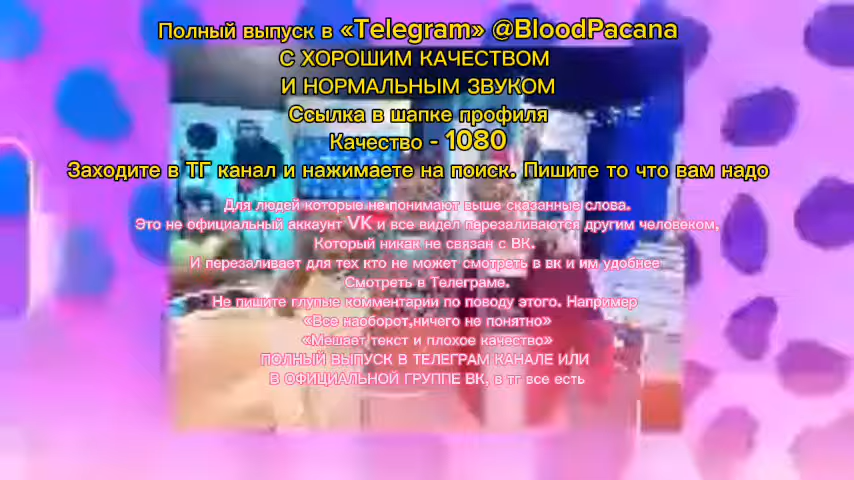 Полный выпуск в «Telegram» @BloodPacana
С ХОРОШИМ КАЧЕСТВОМ
И НОРМАЛЬНЫМ ЗВУКОМ
Ссылка в шапке профиля
Качество - 1080
Заходите в ТГ канал и нажимаете на поиск. Пишите то что вам надо
Для людей которые не понимают выше сказанные слова.
Это не официальный аккаунт VK и все видел перезаливаются другим человеком,
Который никак не связан с ВК.
И перезаливает для тех кто не может смотреть в вк и им удобнее
Смотреть в Телеграме.
Не пишите глупые комментарии по поводу этого. Например
«Все наоборот,ничего не понятно»
«Мешает текст и плохое качество»
ПОЛНЫЙ ВЫПУСК В ТЕЛЕГРАМ КАНАЛЕ ИЛИ
В ОФИЦИАЛЬНОЙ ГРУППЕ ВК, в тг все есть